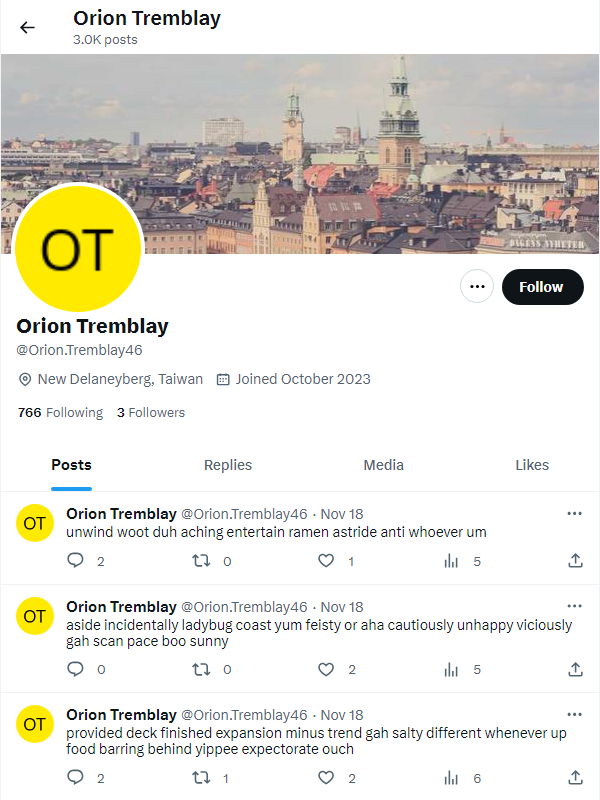 Orion Tremblay
3.0K posts
DAGENS NYHETER
OT
Follow
Orion Tremblay
@Orion.Tremblay46
New Delaneyberg, Taiwan Joined October 2023
766 Following 3 Followers
Posts Replies Media Likes
OT
Orion Tremblay @Orion.Tremblay46 · Nov 18
unwind woot duh aching entertain ramen astride anti whoever um
2 0 1 5
OT
Orion Tremblay @Orion.Tremblay46 · Nov 18
aside incidentally ladybug coast yum feisty or aha cautiously unhappy viciously
gah scan pace boo sunny
0 0 2 5
OT
Orion Tremblay @Orion.Tremblay46 · Nov 18
provided deck finished expansion minus trend gah salty different whenever up
food barring behind yippee expectorate ouch
2 1 2 6